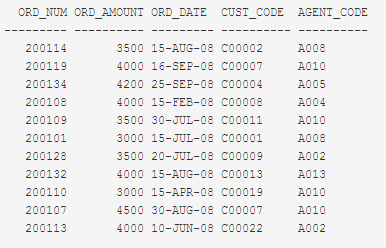 ORD_NUM ORD_AMOUNT ORD_DATE CUST_CODE AGENT_CODE
--------- ---------- --------- ---------- ----------
200114 3500 15-AUG-08 C00002 A008
200119 4000 16-SEP-08 C00007 A010
200134 4200 25-SEP-08 C00004 A005
200108 4000 15-FEB-08 C00008 A004
200109 3500 30-JUL-08 C00011 A010
200101 3000 15-JUL-08 C00001 A008
200128 3500 20-JUL-08 C00009 A002
200132 4000 15-AUG-08 C00013 A013
200110 3000 15-APR-08 C00019 A010
200107 4500 30-AUG-08 C00007 A010
200113 4000 10-JUN-08 C00022 A002